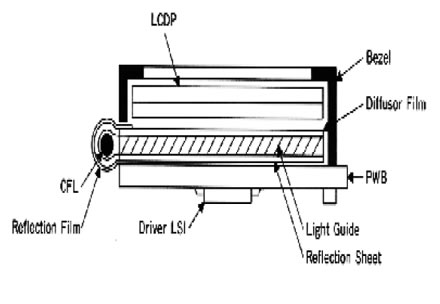 LCDP
Bezel
Diffusor Film
CFL
PWB
Reflection Film
Driver LSI
Light Guide
Reflection Sheet